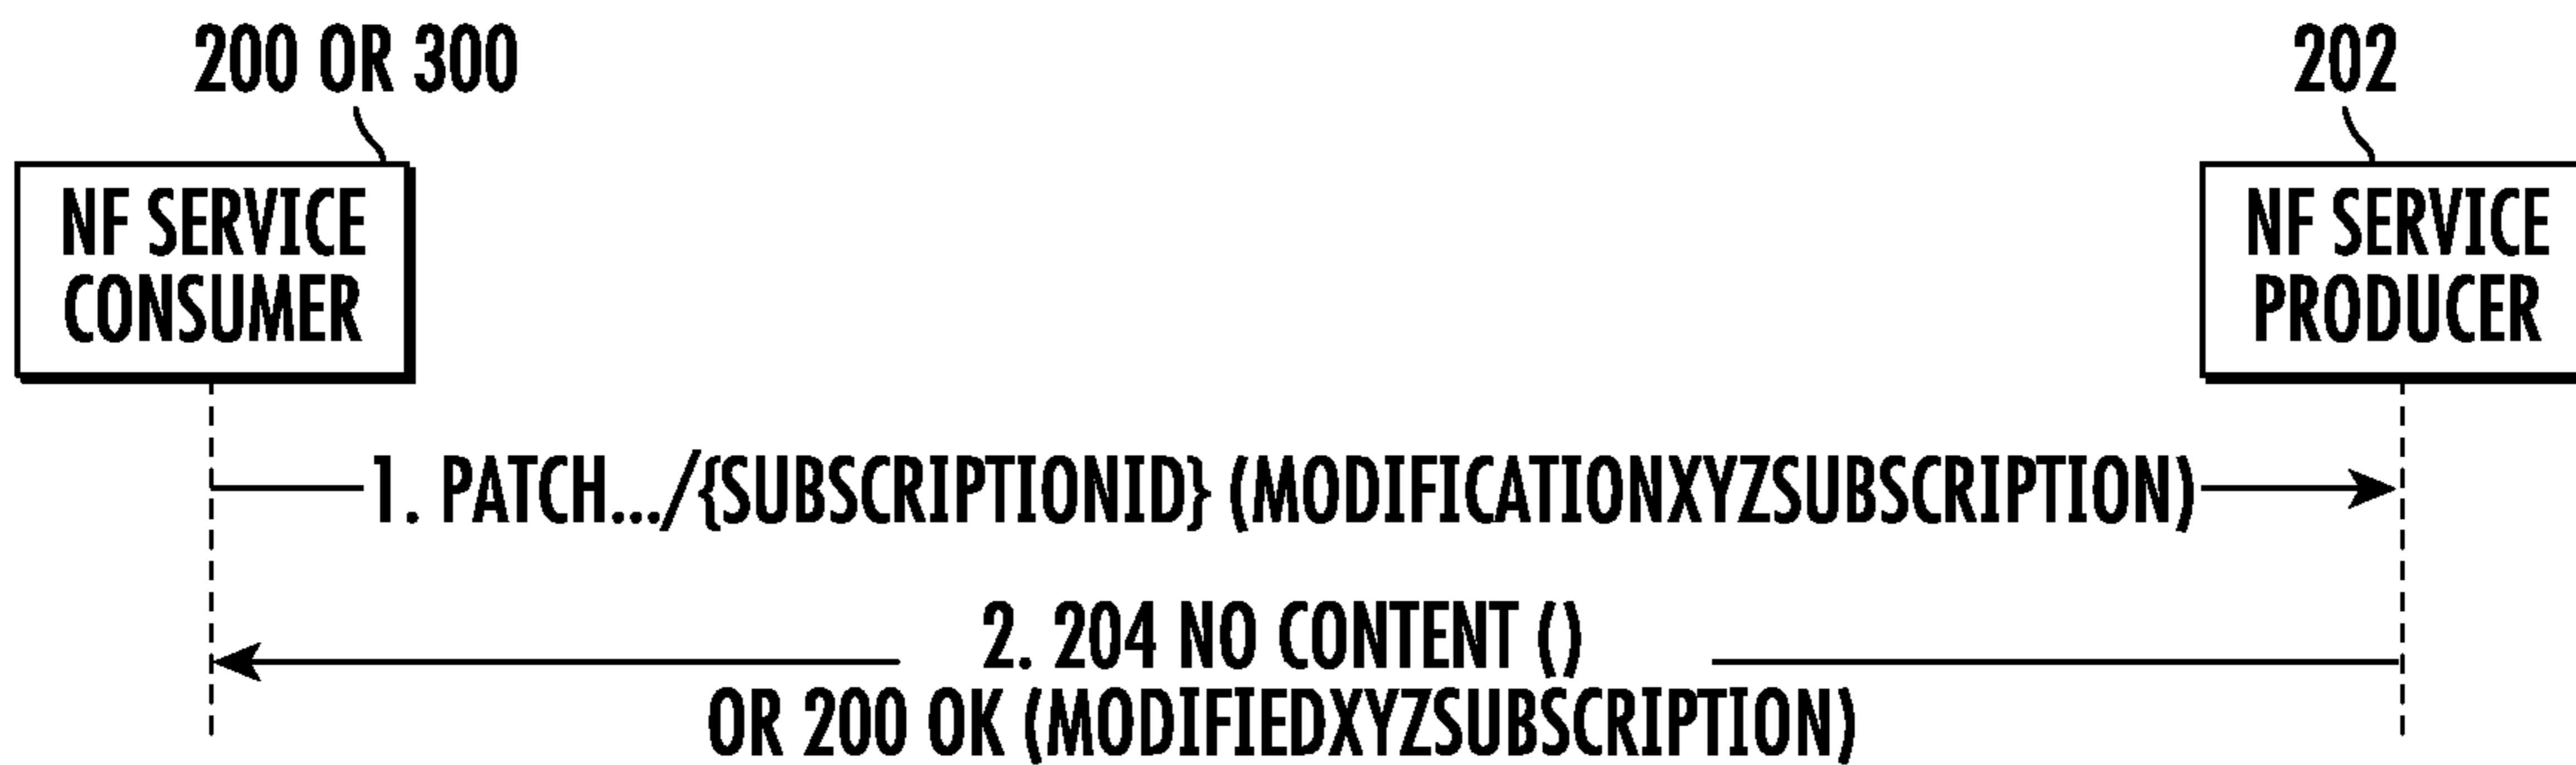 200 OR 300
202
NF SERVICE
CONSUMER
NF SERVICE
PRODUCER
1. PATCH.../{SUBSCRIPTIONID} (MODIFICATIONXYZSUBSCRIPTION)
2. 204 NO CONTENT ()
OR 200 OK (MODIFIEDXYZSUBSCRIPTION)